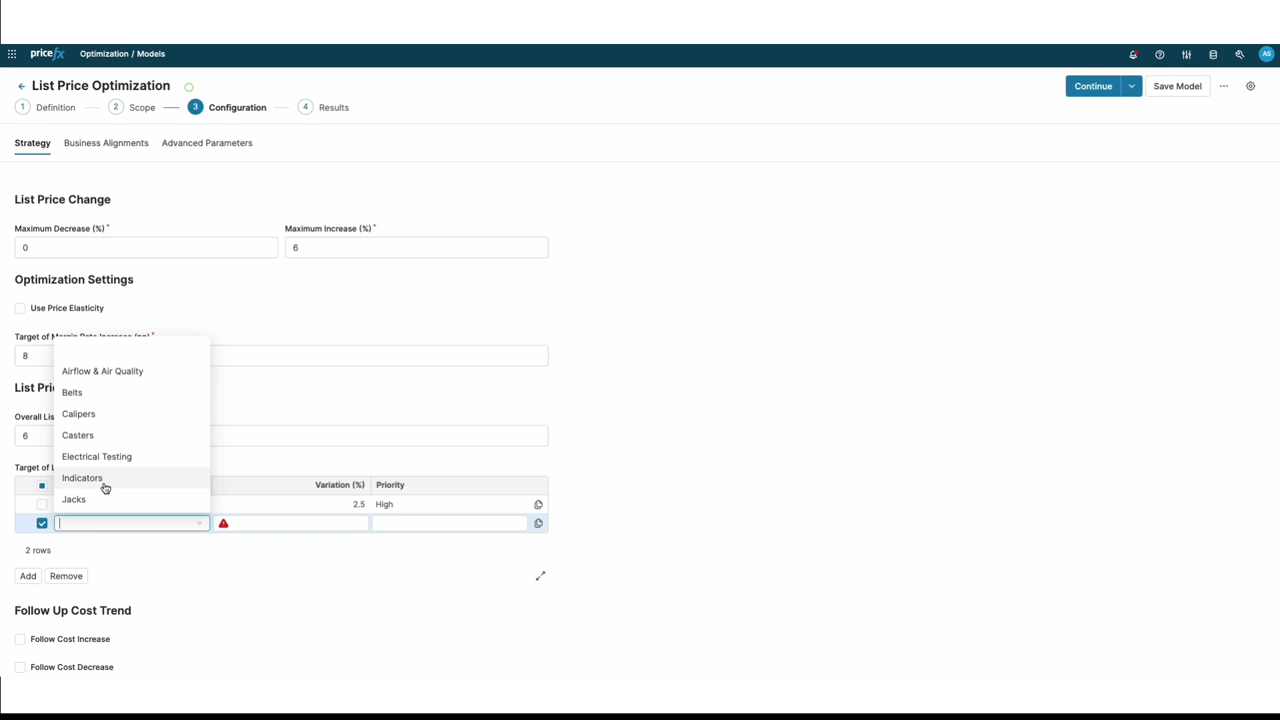 pricefx Optimization / Models AS
List Price Optimization Continue Save Model
1 Definition 2 Scope 3 Configuration 4 Results
Strategy Business Alignments Advanced Parameters
List Price Change
Maximum Decrease (%) * Maximum Increase (%) *
0 6
Optimization Settings
Use Price Elasticity
Target of Margin Rate Increase (pp) *
8
Airflow & Air Quality
List Pri
Belts
Calipers
Overall Lis
Casters
6
Electrical Testing
Target of L
Indicators
Variation (%) Priority
Jacks
2.5 High
2 rows
Add Remove
Follow Up Cost Trend
Follow Cost Increase
Follow Cost Decrease